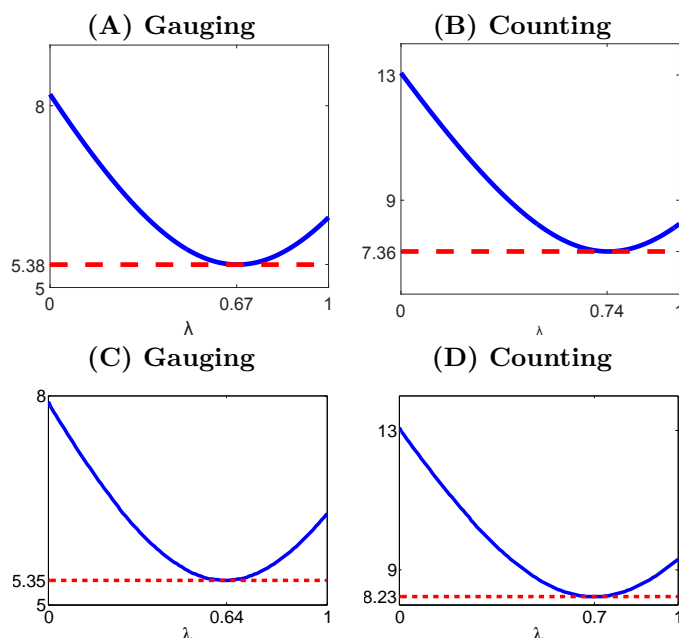 (A) Gauging
8
5.38
5
0 0.67 1
λ
(B) Counting
13
9
7.36
0 0.74 1
λ
(C) Gauging
8
5.35
5
0 0.64 1
λ
(D) Counting
13
9
8.23
0 0.7 1
λ